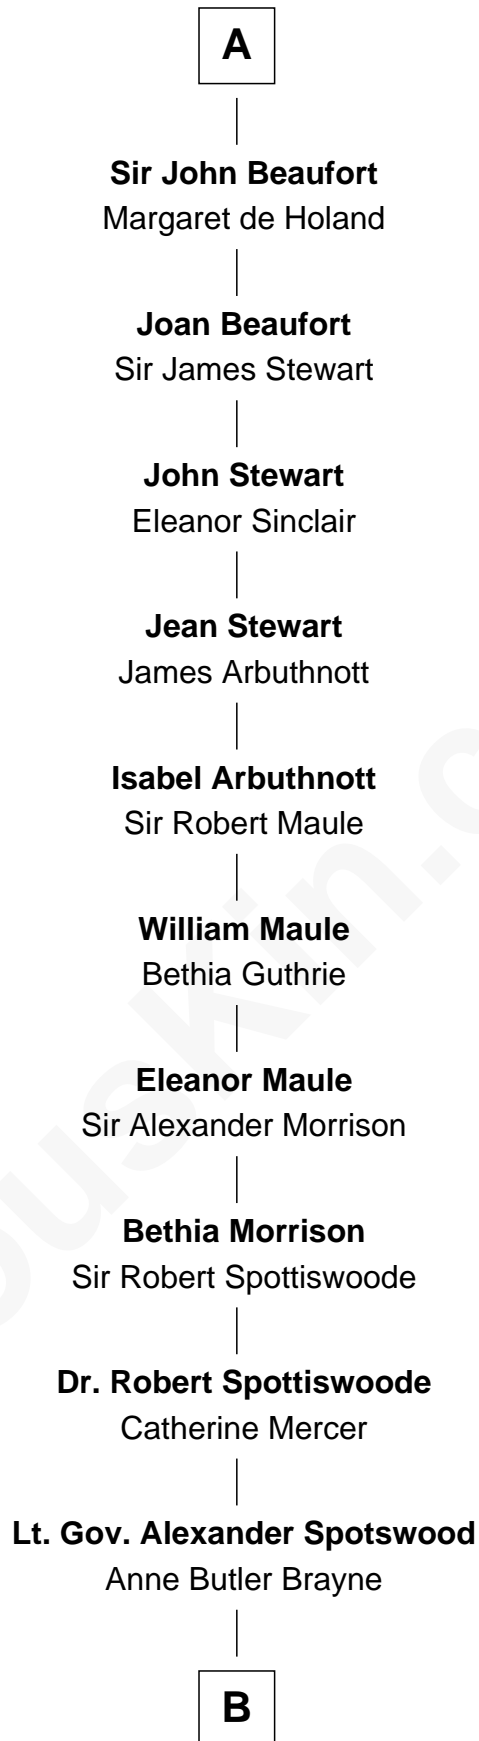 A
Sir John Beaufort
Margaret de Holand
Joan Beaufort
Sir James Stewart
John Stewart
Eleanor Sinclair
Jean Stewart
James Arbuthnott
Isabel Arbuthnott
Sir Robert Maule
William Maule
Bethia Guthrie
Eleanor Maule
Sir Alexander Morrison
Bethia Morrison
Sir Robert Spottiswoode
Dr. Robert Spottiswoode
Catherine Mercer
Lt. Gov. Alexander Spotswood
Anne Butler Brayne
B